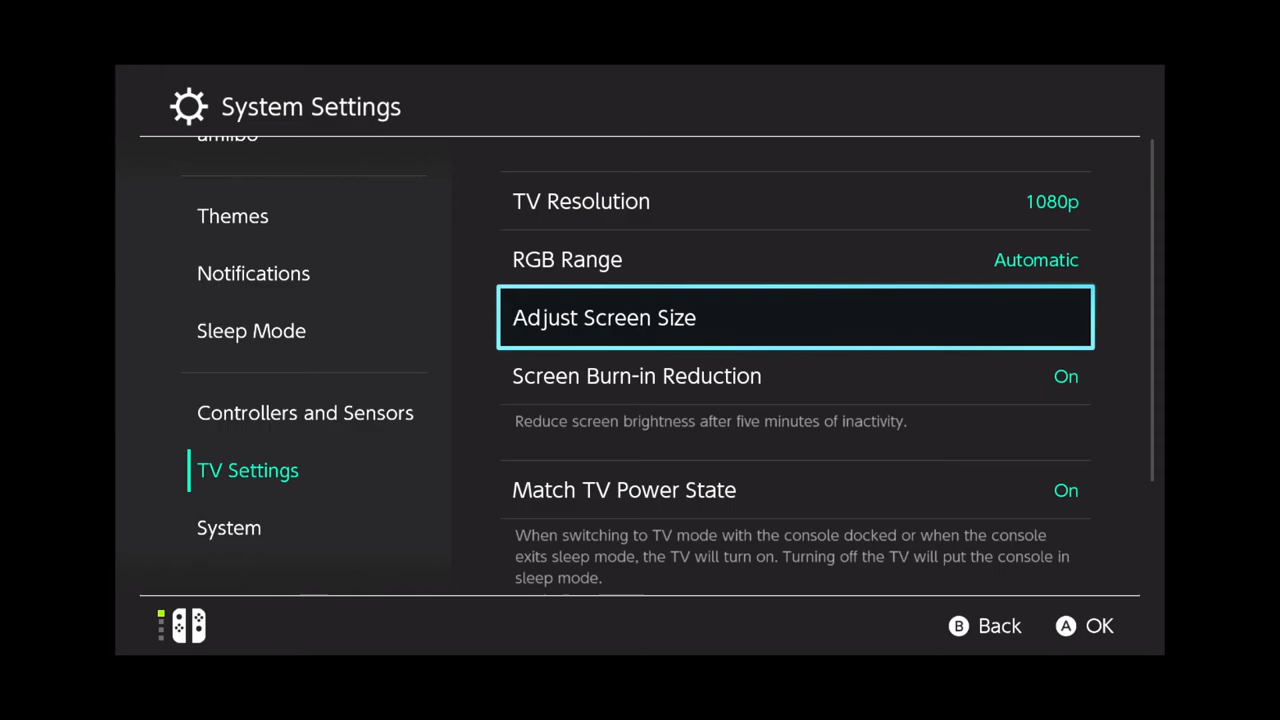 System Settings
amiibo
Themes
Notifications
Sleep Mode
Controllers and Sensors
TV Settings
System
TV Resolution 1080p
RGB Range Automatic
Adjust Screen Size
Screen Burn-in Reduction On
Reduce screen brightness after five minutes of inactivity.
Match TV Power State On
When switching to TV mode with the console docked or when the console
exits sleep mode, the TV will turn on. Turning off the TV will put the console in
sleep mode.
B Back A OK